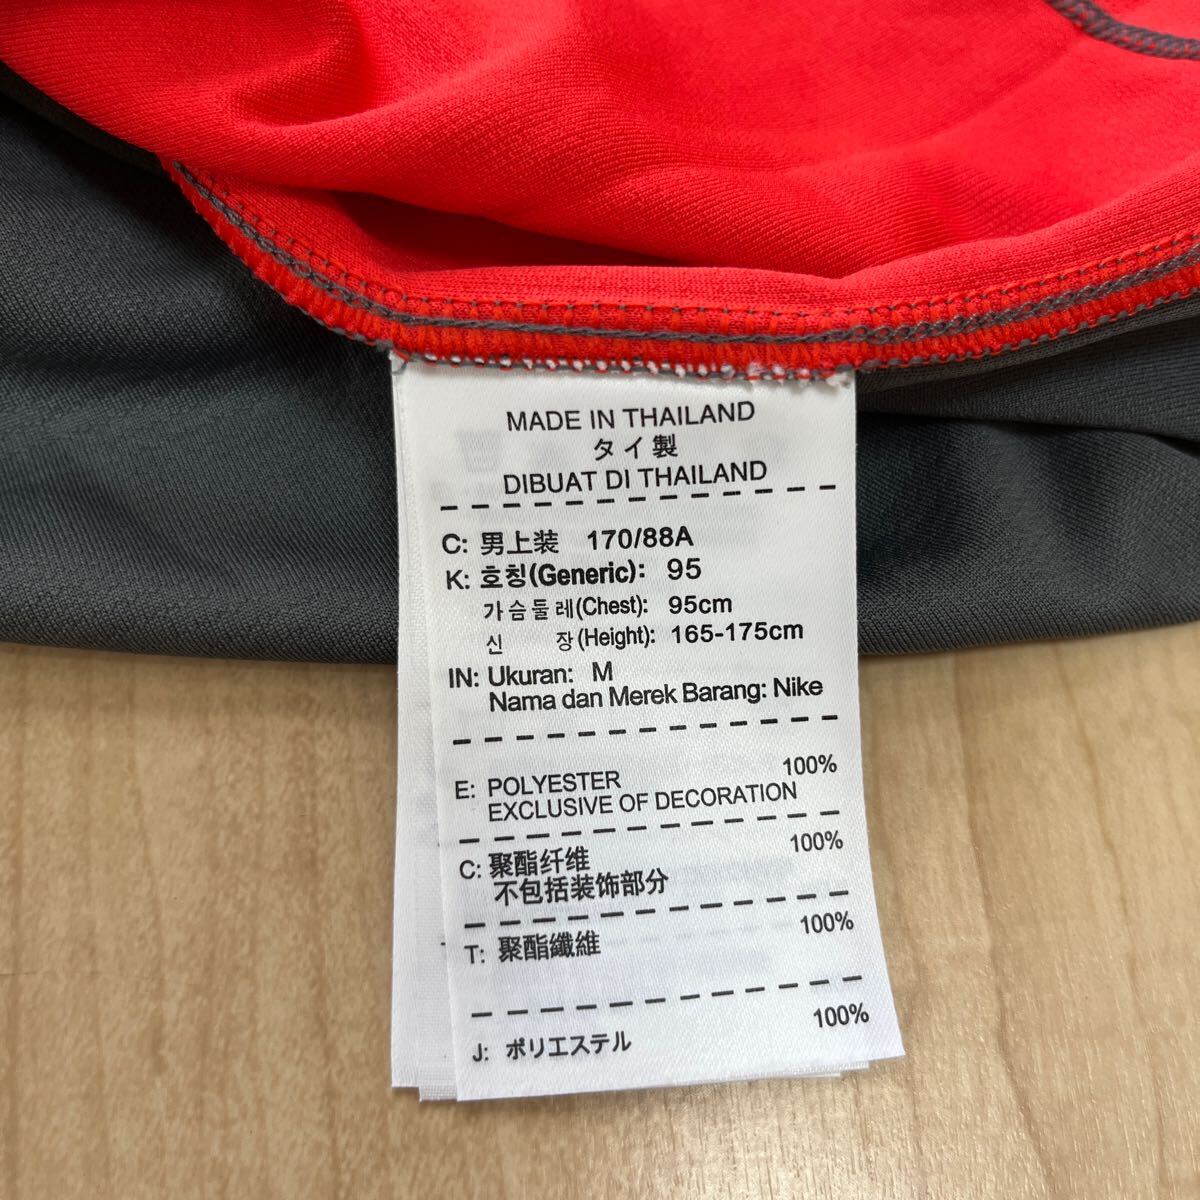 MADE IN THAILAND
タイ製
DIBUAT DI THAILAND
C: 男上装 170/88A
K: 호칭(Generic): 95
가슴둘레(Chest): 95cm
신 장(Height): 165-175cm
IN: Ukuran: M
Nama dan Merek Barang: Nike
E: POLYESTER 100%
EXCLUSIVE OF DECORATION
C: 聚酯纤维 100%
不包括装饰部分
T: 聚酯纖維 100%
J: ポリエステル 100%